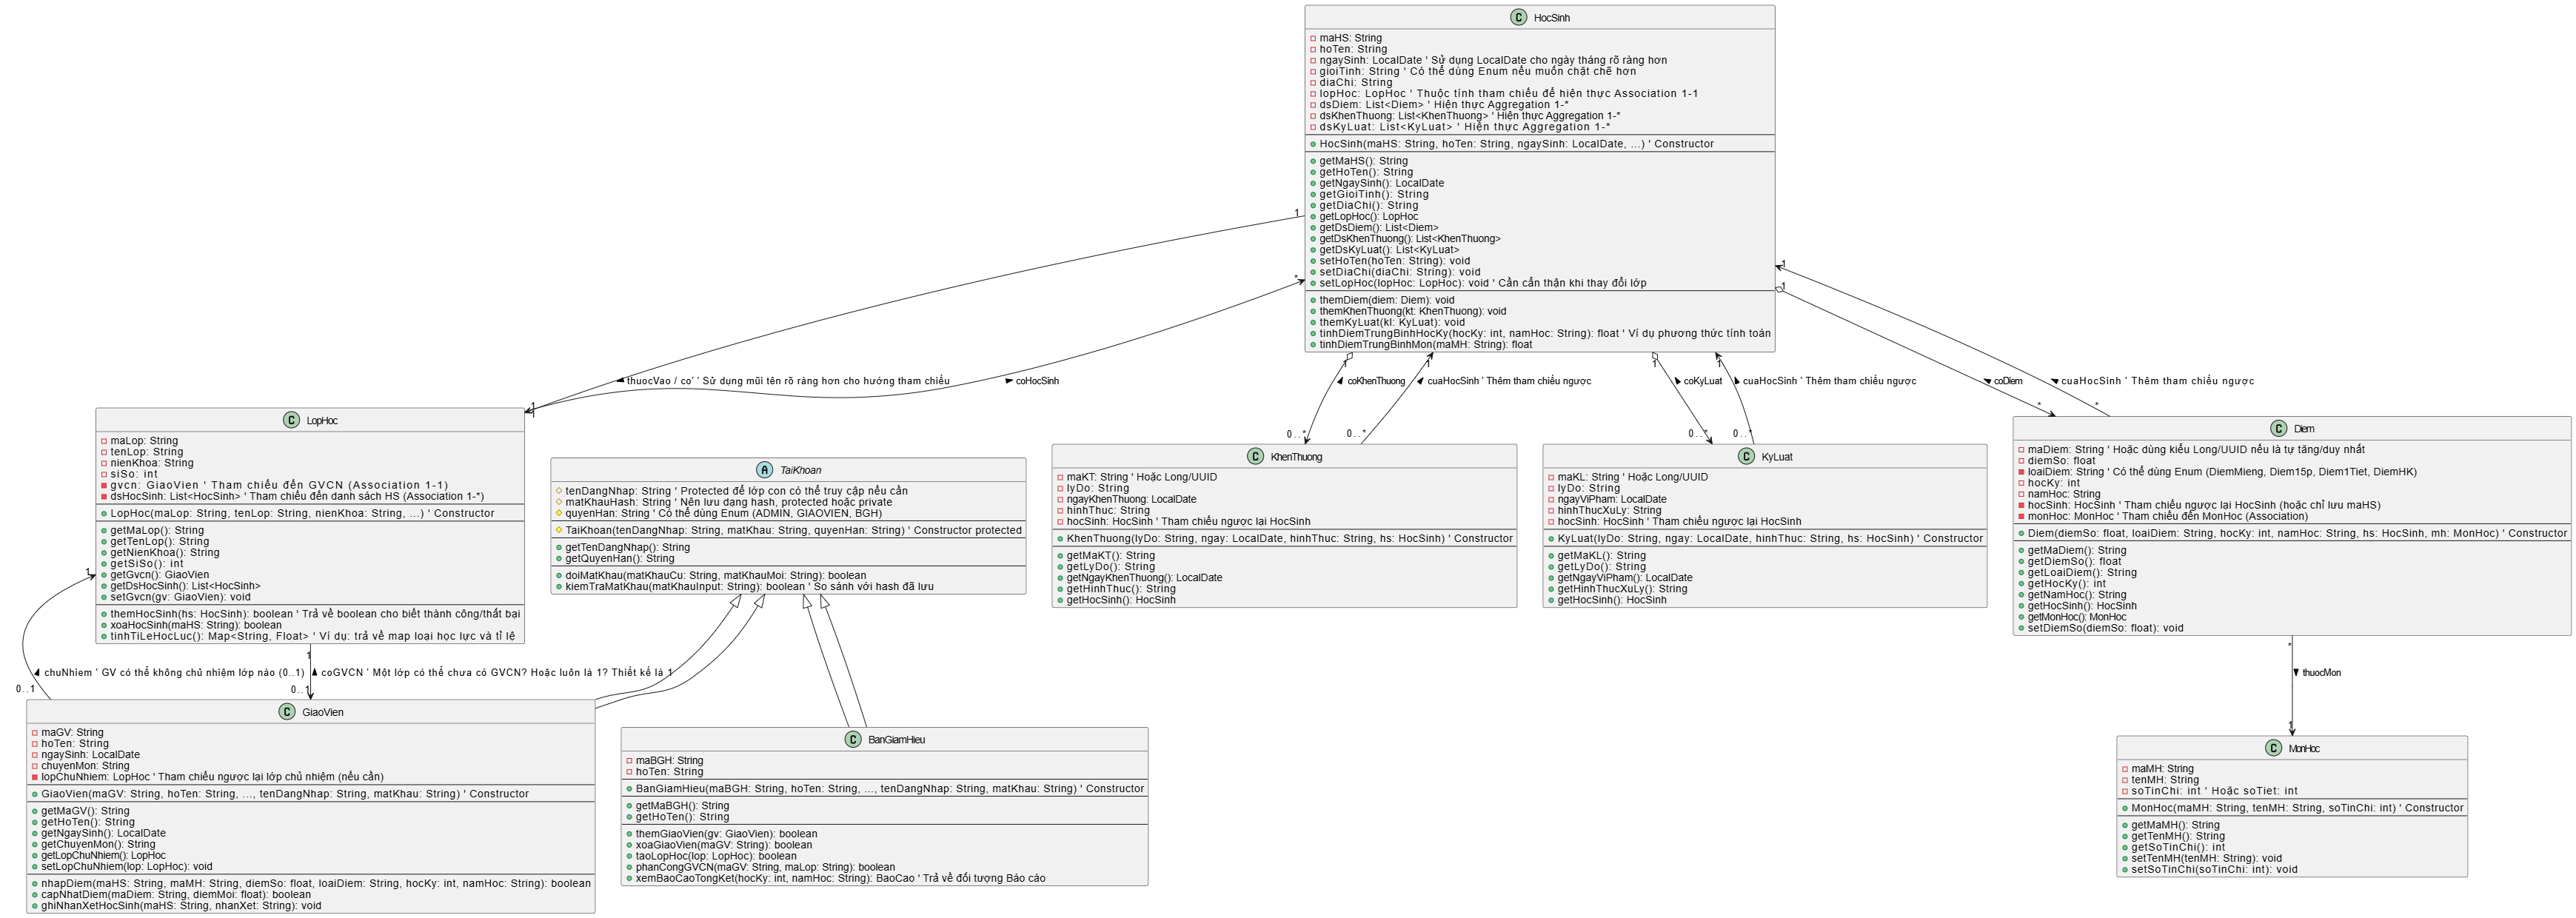 HocSinh
maHS: String
hoTen: String
ngaySinh: LocalDate ' Sử dụng LocalDate cho ngày tháng rõ ràng hơn
gioiTinh: String ' Có thể dùng Enum nếu muốn chặt chẽ hơn
diaChi: String
lopHoc: LopHoc ' Thuộc tính tham chiếu để hiện thực Association 1-1
dsDiem: List<Diem> ' Hiện thực Aggregation 1-*
dsKhenThuong: List<KhenThuong> ' Hiện thực Aggregation 1-*
dsKyLuat: List<KyLuat> ' Hiện thực Aggregation 1-*
HocSinh(maHS: String, hoTen: String, ngaySinh: LocalDate, ...) ' Constructor
getMaHS(): String
getHoTen(): String
getNgaySinh(): LocalDate
getGioiTinh(): String
getDiaChi(): String
getLopHoc(): LopHoc
getDsDiem(): List<Diem>
getDsKhenThuong(): List<KhenThuong>
getDsKyLuat(): List<KyLuat>
setHoTen(hoTen: String): void
setDiaChi(diaChi: String): void
setLopHoc(lopHoc: LopHoc): void ' Cần cẩn thận khi thay đổi lớp
themDiem(diem: Diem): void
themKhenThuong(kt: KhenThuong): void
themKyLuat(kl: KyLuat): void
tinhDiemTrungBinhHocKy(hocKy: int, namHoc: String): float ' Ví dụ phương thức tính toán
tinhDiemTrungBinhMon(maMH: String): float
1
*
1
1
1
1
1
1
1
1
thuocVao / co' ' Sử dụng mũi tên rõ ràng hơn cho hướng tham chiếu
coHocSinh
coKhenThuong
cuaHocSinh ' Thêm tham chiếu ngược
coKyLuat
cuaHocSinh ' Thêm tham chiếu ngược
coDiem
cuaHocSinh ' Thêm tham chiếu ngược
0..*
0..*
0..*
0..*
*
*
LopHoc
maLop: String
tenLop: String
nienKhoa: String
siSo: int
gvcn: GiaoVien ' Tham chiếu đến GVCN (Association 1-1)
dsHocSinh: List<HocSinh> ' Tham chiếu đến danh sách HS (Association 1-*)
LopHoc(maLop: String, tenLop: String, nienKhoa: String, ...) ' Constructor
getMaLop(): String
getTenLop(): String
getNienKhoa(): String
getSiSo(): int
getGvcn(): GiaoVien
getDsHocSinh(): List<HocSinh>
setGvcn(gv: GiaoVien): void
themHocSinh(hs: HocSinh): boolean ' Trả về boolean cho biết thành công/thất bại
xoaHocSinh(maHS: String): boolean
tinhTiLeHocLuc(): Map<String, Float> ' Ví dụ: trả về map loại học lực và tỉ lệ
TaiKhoan
tenDangNhap: String ' Protected để lớp con có thể truy cập nếu cần
matKhauHash: String ' Nên lưu dạng hash, protected hoặc private
quyenHan: String ' Có thể dùng Enum (ADMIN, GIAOVIEN, BGH)
TaiKhoan(tenDangNhap: String, matKhau: String, quyenHan: String) ' Constructor protected
getTenDangNhap(): String
getQuyenHan(): String
doiMatKhau(matKhauCu: String, matKhauMoi: String): boolean
kiemTraMatKhau(matKhauInput: String): boolean ' So sánh với hash đã lưu
KhenThuong
maKT: String ' Hoặc Long/UUID
lyDo: String
ngayKhenThuong: LocalDate
hinhThuc: String
hocSinh: HocSinh ' Tham chiếu ngược lại HocSinh
KhenThuong(lyDo: String, ngay: LocalDate, hinhThuc: String, hs: HocSinh) ' Constructor
getMaKT(): String
getLyDo(): String
getNgayKhenThuong(): LocalDate
getHinhThuc(): String
getHocSinh(): HocSinh
KyLuat
maKL: String ' Hoặc Long/UUID
lyDo: String
ngayViPham: LocalDate
hinhThucXuLy: String
hocSinh: HocSinh ' Tham chiếu ngược lại HocSinh
KyLuat(lyDo: String, ngay: LocalDate, hinhThuc: String, hs: HocSinh) ' Constructor
getMaKL(): String
getLyDo(): String
getNgayViPham(): LocalDate
getHinhThucXuLy(): String
getHocSinh(): HocSinh
Diem
maDiem: String ' Hoặc dùng kiểu Long/UUID nếu là tự tăng/duy nhất
diemSo: float
loaiDiem: String ' Có thể dùng Enum (DiemMieng, Diem15p, Diem1Tiet, DiemHK)
hocKy: int
namHoc: String
hocSinh: HocSinh ' Tham chiếu ngược lại HocSinh (hoặc chỉ lưu maHS)
monHoc: MonHoc ' Tham chiếu đến MonHoc (Association)
Diem(diemSo: float, loaiDiem: String, hocKy: int, namHoc: String, hs: HocSinh, mh: MonHoc) ' Constructor
getMaDiem(): String
getDiemSo(): float
getLoaiDiem(): String
getHocKy(): int
getNamHoc(): String
getHocSinh(): HocSinh
getMonHoc(): MonHoc
setDiemSo(diemSo: float): void
1
1
*
chuNhiem ' GV có thể không chủ nhiệm lớp nào (0..1)
coGVCN ' Một lớp có thể chưa có GVCN? Hoặc luôn là 1? Thiết kế là 1
thuocMon
0..1
0..1
1
GiaoVien
maGV: String
hoTen: String
ngaySinh: LocalDate
chuyenMon: String
lopChuNhiem: LopHoc ' Tham chiếu ngược lại lớp chủ nhiệm (nếu cần)
GiaoVien(maGV: String, hoTen: String, ..., tenDangNhap: String, matKhau: String) ' Constructor
getMaGV(): String
getHoTen(): String
getNgaySinh(): LocalDate
getChuyenMon(): String
getLopChuNhiem(): LopHoc
setLopChuNhiem(lop: LopHoc): void
nhapDiem(maHS: String, maMH: String, diemSo: float, loaiDiem: String, hocKy: int, namHoc: String): boolean
capNhatDiem(maDiem: String, diemMoi: float): boolean
ghiNhanXetHocSinh(maHS: String, nhanXet: String): void
BanGiamHieu
maBGH: String
hoTen: String
BanGiamHieu(maBGH: String, hoTen: String, ..., tenDangNhap: String, matKhau: String) ' Constructor
getMaBGH(): String
getHoTen(): String
themGiaoVien(gv: GiaoVien): boolean
xoaGiaoVien(maGV: String): boolean
taoLopHoc(lop: LopHoc): boolean
phanCongGVCN(maGV: String, maLop: String): boolean
xemBaoCaoTongKet(hocKy: int, namHoc: String): BaoCao ' Trả về đối tượng Báo cáo
MonHoc
maMH: String
tenMH: String
soTinChi: int ' Hoặc soTiet: int
MonHoc(maMH: String, tenMH: String, soTinChi: int) ' Constructor
getMaMH(): String
getTenMH(): String
getSoTinChi(): int
setTenMH(tenMH: String): void
setSoTinChi(soTinChi: int): void